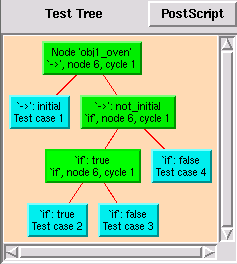 Test Tree
PostScript
Node 'obj1_oven'
'->', node 6, cycle 1
'->': initial
Test case 1
'->': not_initial
'if', node 6, cycle 1
'if': true
'if', node 6, cycle 1
'if': false
Test case 4
'if': true
Test case 2
'if': false
Test case 3